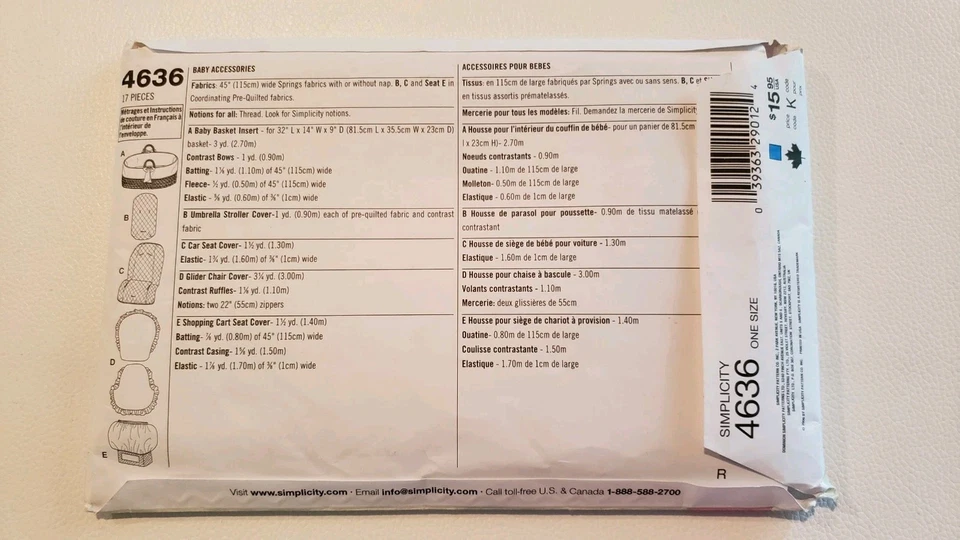 4636
17 PIECES
Métrages et Instructions
de couture en Français à
l'intérieur de
l'enveloppe.
A
B
C
D
E
BABY ACCESSORIES
Fabrics: 45" (115cm) wide Springs fabrics with or without nap. B, C and Seat E in
Coordinating Pre-Quilted fabrics.
Notions for all: Thread. Look for Simplicity notions.
A Baby Basket Insert - for 32" L x 14" W x 9" D (81.5cm L x 35.5cm W x 23cm D)
basket- 3 yd. (2.70m)
Contrast Bows - 1 yd. (0.90m)
Batting- 1¼ yd. (1.10m) of 45" (115cm) wide
Fleece- ½ yd. (0.50m) of 45" (115cm) wide
Elastic - ⅝ yd. (0.60m) of ⅜" (1cm) wide
B Umbrella Stroller Cover-1 yd. (0.90m) each of pre-quilted fabric and contrast
fabric
C Car Seat Cover- 1½ yd. (1.30m)
Elastic- 1¾ yd. (1.60m) of ⅜" (1cm) wide
D Glider Chair Cover- 3¼ yd. (3.00m)
Contrast Ruffles- 1⅛ yd. (1.10m)
Notions: two 22" (55cm) zippers
E Shopping Cart Seat Cover- 1½ yd. (1.40m)
Batting- ⅞ yd. (0.80m) of 45" (115cm) wide
Contrast Casing- 1⅝ yd. (1.50m)
Elastic - 1⅞ yd. (1.70m) of ⅜" (1cm) wide
ACCESSOIRES POUR BEBES
Tissus: en 115cm de large fabriqués par Springs avec ou sans sens. B, C et
en tissus assortis prématelassés.
Mercerie pour tous les modèles: Fil. Demandez la mercerie de Simplicit
A Housse pour l'intérieur du couffin de bébé- pour un panier de 81.5cm
l x 23cm H)- 2.70m
Noeuds contrastants - 0.90m
Ouatine - 1.10m de 115cm de large
Molleton- 0.50m de 115cm de large
Elastique - 0.60m de 1cm de large
B Housse de parasol pour poussette- 0.90m de tissu matelassé
contrastant
C Housse de siège de bébé pour voiture - 1.30m
Elastique - 1.60m de 1cm de large
D Housse pour chaise à bascule - 3.00m
Volants contrastants - 1.10m
Mercerie: deux glissières de 55cm
E Housse pour siège de chariot à provision - 1.40m
Ouatine- 0.80m de 115cm de large
Coulisse contrastante - 1.50m
Elastique - 1.70m de 1cm de large
SIMPLICITY
4636 ONE SIZE
0 39363 29012 4
$15.95 USA
price code K
code prix
R
Visit www.simplicity.com · Email info@simplicity.com · Call toll-free U.S. & Canada 1-888-588-2700